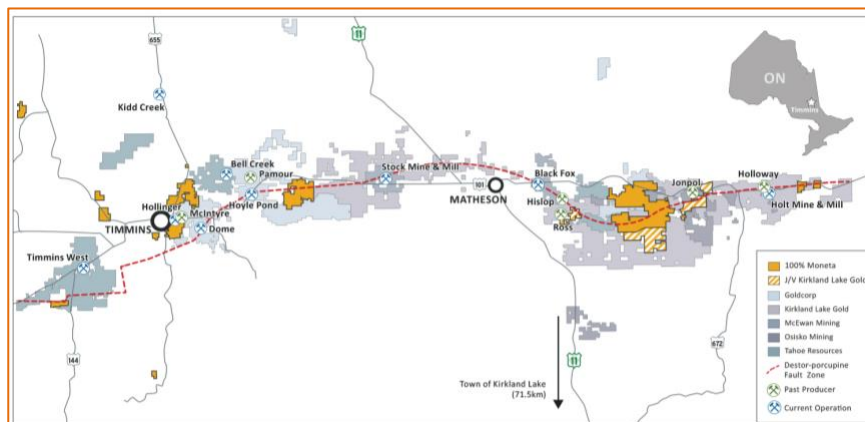 655
11
ON
Timmins
Kidd Creek
Bell Creek
Pamour
Stock Mine & Mill
Black Fox
Jonpol
Holloway
101
MATHESON
Hollinger
McIntyre
Hoyle Pond
Hislop
Holt Mine & Mill
TIMMINS
Dome
Ross
Timmins West
100% Moneta
J/V Kirkland Lake Gold
Goldcorp
Kirkland Lake Gold
McEwan Mining
Osisko Mining
Tahoe Resources
Destor-porcupine
Fault Zone
Past Producer
Current Operation
672
144
11
Town of Kirkland Lake
(71.5km)